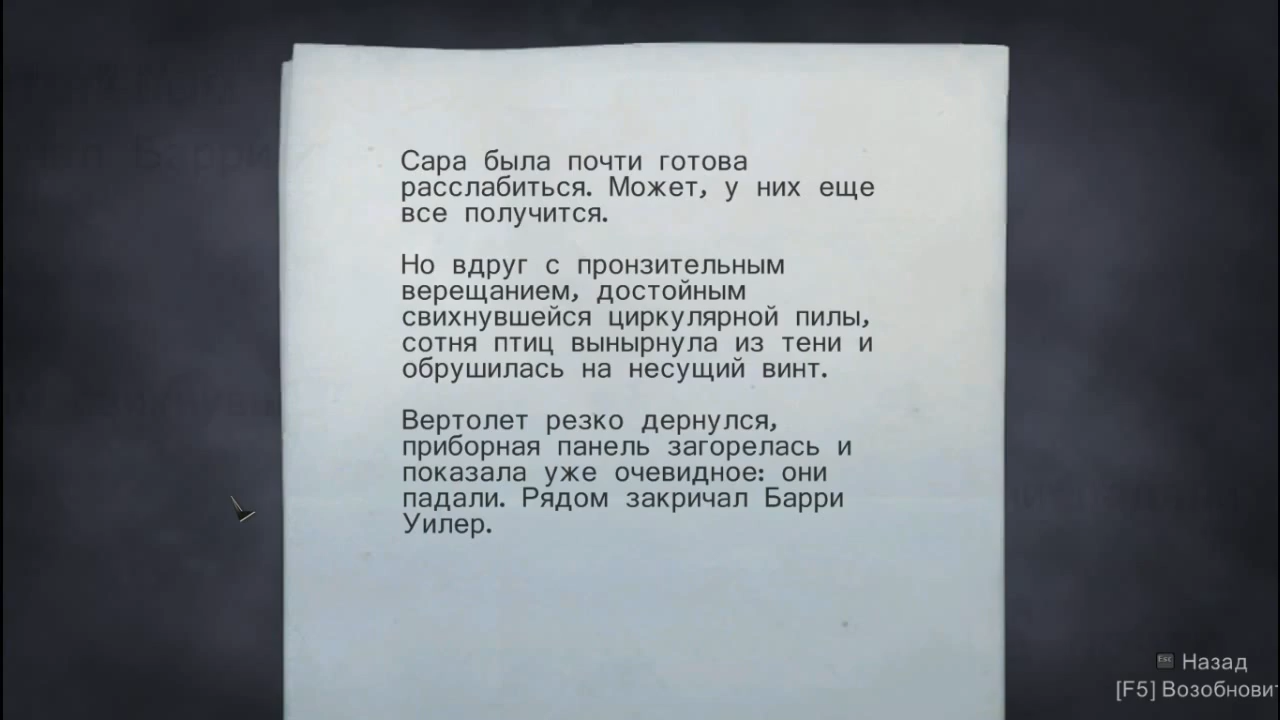 Сара была почти готова
расслабиться. Может, у них еще
все получится.
Но вдруг с пронзительным
верещанием, достойным
свихнувшейся циркулярной пилы,
сотня птиц вынырнула из тени и
обрушилась на несущий винт.
Вертолет резко дернулся,
приборная панель загорелась и
показала уже очевидное: они
падали. Рядом закричал Барри
Уилер.
Esc Назад
[F5] Возобновит